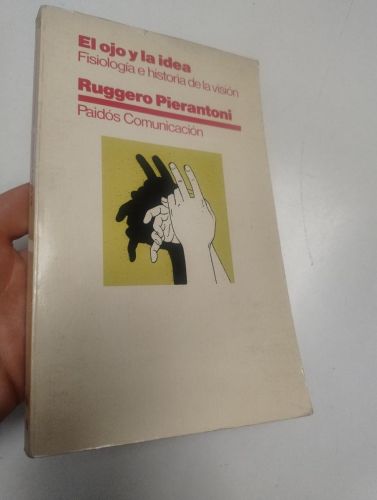 El ojo y la idea
Fisiología e historia de la visión
Ruggero Pierantoni
Paidós Comunicación